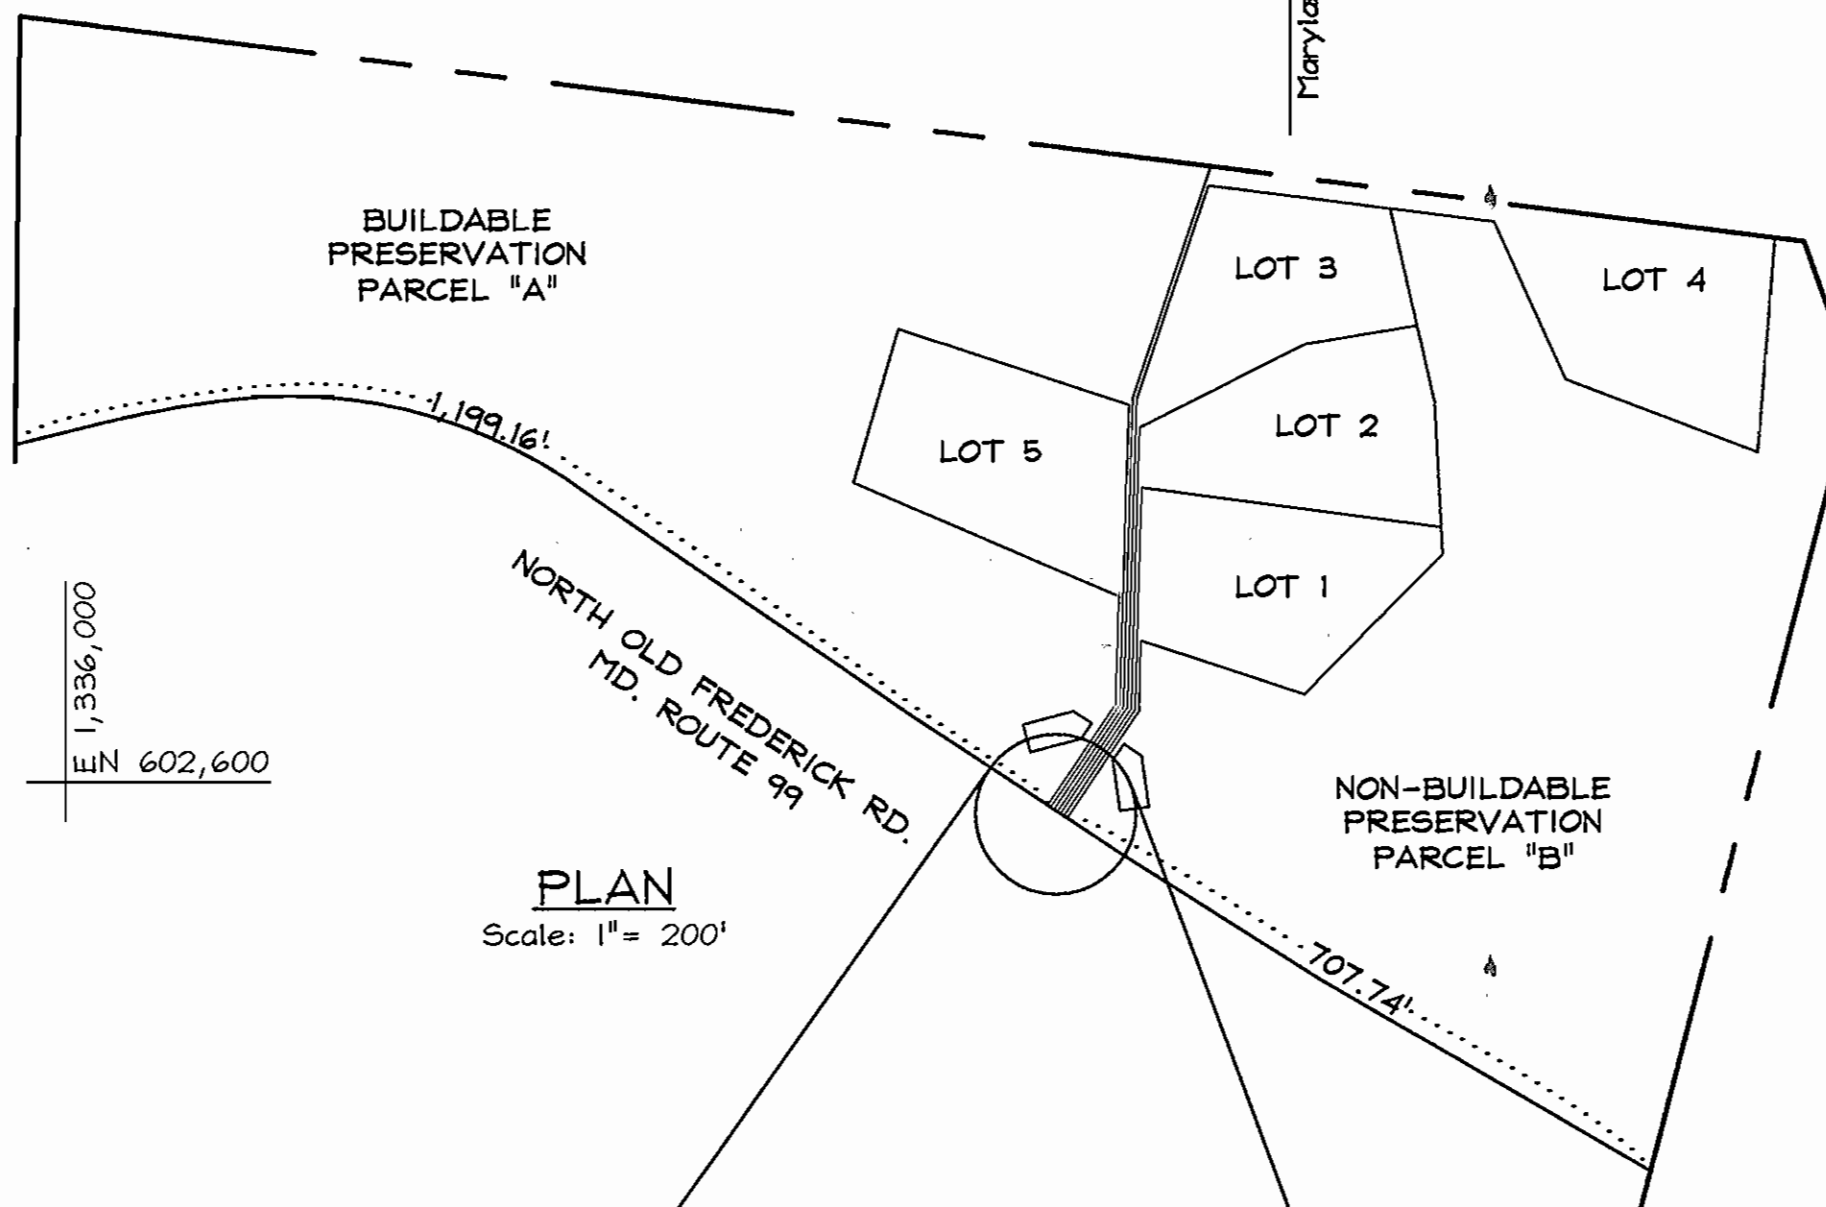 Maryla
BUILDABLE
PRESERVATION
PARCEL "A"
LOT 3
LOT 4
1,199.16'
LOT 5
LOT 2
LOT 1
NORTH OLD FREDERICK RD.
MD. ROUTE 99
E 1,336,000
N 602,600
NON-BUILDABLE
PRESERVATION
PARCEL "B"
PLAN
Scale: 1"= 200'
707.74'